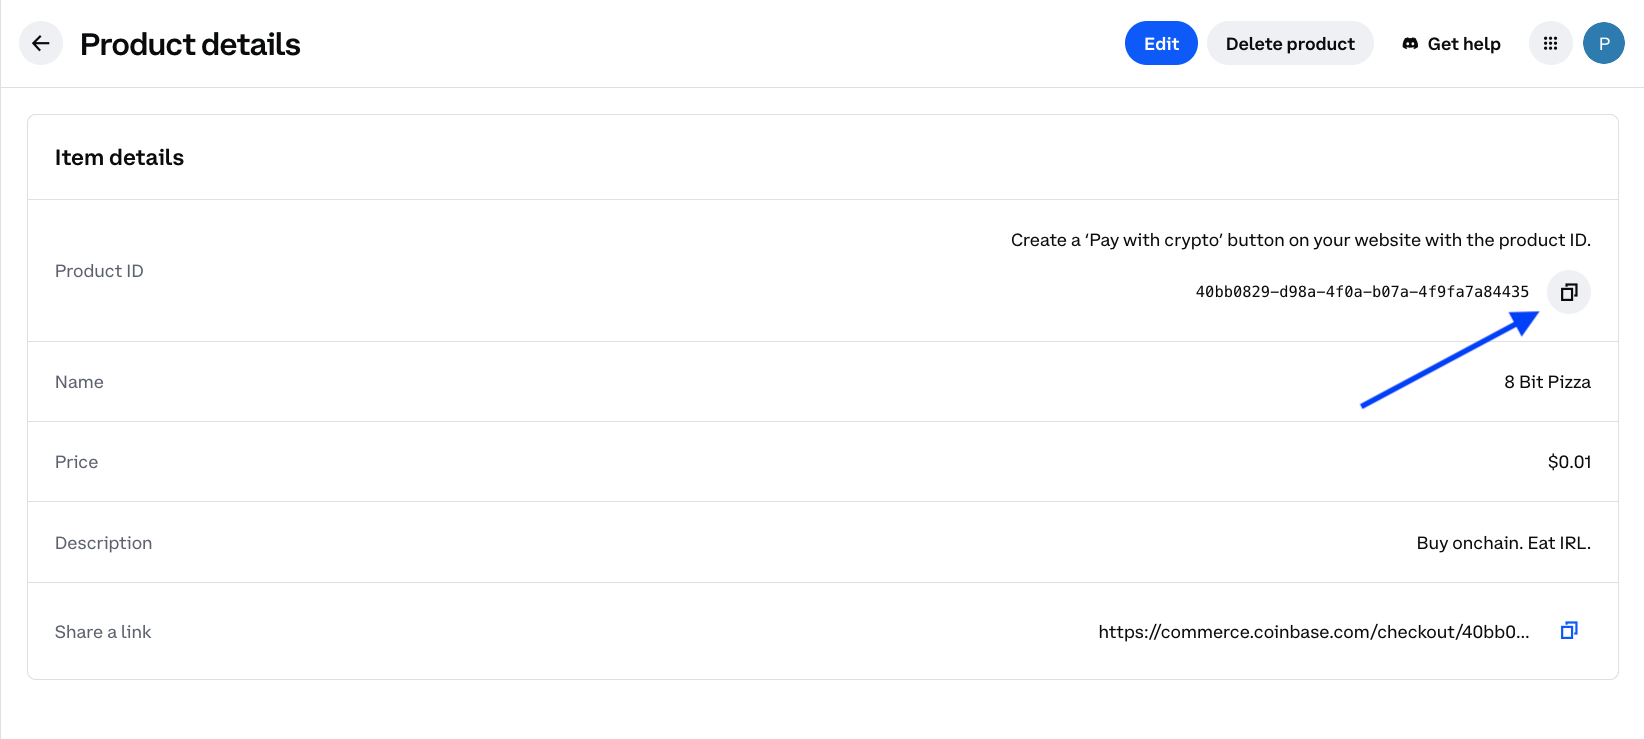 Product details
Edit
Delete product
Get help
P
Item details
Create a ‘Pay with crypto’ button on your website with the product ID.
Product ID
40bb0829-d98a-4f0a-b07a-4f9fa7a84435
Name
8 Bit Pizza
Price
$0.01
Description
Buy onchain. Eat IRL.
Share a link
https://commerce.coinbase.com/checkout/40bb0...